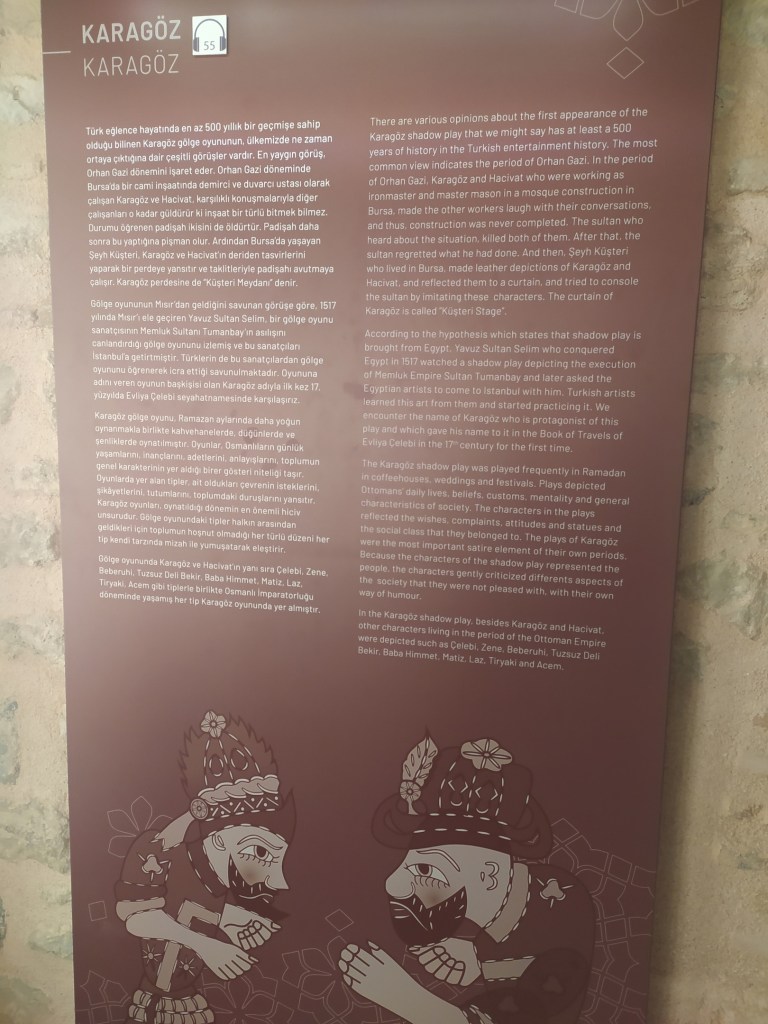 KARAGÖZ
KARAGÖZ
55
Türk eğlence hayatında en az 500 yıllık bir geçmişe sahip
olduğu bilinen Karagöz gölge oyununun, ülkemizde ne zaman
ortaya çıktığına dair çeşitli görüşler vardır. En yaygın görüş,
Orhan Gazi dönemini işaret eder. Orhan Gazi döneminde
Bursa'da bir cami inşaatında demirci ve duvarcı ustası olarak
çalışan Karagöz ve Hacivat, karşılıklı konuşmalarıyla diğer
çalışanları o kadar güldürür ki inşaat bir türlü bitmek bilmez.
Durumu öğrenen padişah ikisini de öldürtür. Padişah daha
sonra bu yaptığına pişman olur. Ardından Bursa'da yaşayan
Şeyh Küşteri, Karagöz ve Hacivat'ın deriden tasvirlerini
yaparak bir perdeye yansıtır ve taklitleriyle padişahı avutmaya
çalışır. Karagöz perdesine de "Küşteri Meydanı" denir.
Gölge oyununun Mısır'dan geldiğini savunan görüşe göre, 1517
yılında Mısır'ı ele geçiren Yavuz Sultan Selim, bir gölge oyunu
sanatçısının Memluk Sultanı Tumanbay'ın asılışını
canlandırdığı gölge oyununu izlemiş ve bu sanatçıları
İstanbul'a getirtmiştir. Türklerin de bu sanatçılardan gölge
oyununu öğrenerek icra ettiği savunulmaktadır. Oyununa
adını veren oyunun başkişisi olan Karagöz adıyla ilk kez 17.
yüzyılda Evliya Çelebi seyahatnamesinde karşılaşırız.
Karagöz gölge oyunu, Ramazan aylarında daha yoğun
oynanmakla birlikte kahvehanelerde, düğünlerde ve
şenliklerde oynatılmıştır. Oyunlar, Osmanlıların günlük
yaşamlarını, inançlarını, adetlerini, anlayışlarını, toplumun
genel karakterinin yer aldığı birer gösteri niteliği taşır.
Oyunlarda yer alan tipler, ait oldukları çevrenin isteklerini,
şikâyetlerini, tutumlarını, toplumdaki duruşlarını yansıtır.
Karagöz oyunları, oynatıldığı dönemin en önemli hiciv
unsurudur. Gölge oyunundaki tipler halkın arasından
geldikleri için toplumun hoşnut olmadığı her türlü düzeni her
tip kendi tarzında mizah ile yumuşatarak eleştirir.
Gölge oyununda Karagöz ve Hacivat'ın yanı sıra Çelebi, Zene,
Beberuhi, Tuzsuz Deli Bekir, Baba Himmet, Matiz, Laz,
Tiryaki, Acem gibi tiplerle birlikte Osmanlı İmparatorluğu
döneminde yaşamış her tip Karagöz oyununda yer almıştır.
There are various opinions about the first appearance of the
Karagöz shadow play that we might say has at least a 500
years of history in the Turkish entertainment history. The most
common view indicates the period of Orhan Gazi. In the period
of Orhan Gazi, Karagöz and Hacivat who were working as
ironmaster and master mason in a mosque construction in
Bursa, made the other workers laugh with their conversations,
and thus, construction was never completed. The sultan who
heard about the situation, killed both of them. After that, the
sultan regretted what he had done. And then, Şeyh Küşteri
who lived in Bursa, made leather depictions of Karagöz and
Hacivat, and reflected them to a curtain, and tried to console
the sultan by imitating these characters. The curtain of
Karagöz is called "Küşteri Stage".
According to the hypothesis which states that shadow play is
brought from Egypt, Yavuz Sultan Selim who conquered
Egypt in 1517 watched a shadow play depicting the execution
of Memluk Empire Sultan Tumanbay and later asked the
Egyptian artists to come to Istanbul with him. Turkish artists
learned this art from them and started practicing it. We
encounter the name of Karagöz who is protagonist of this
play and which gave his name to it in the Book of Travels of
Evliya Çelebi in the 17th century for the first time.
The Karagöz shadow play was played frequently in Ramadan
in coffeehouses, weddings and festivals. Plays depicted
Ottomans' daily lives, beliefs, customs, mentality and general
characteristics of society. The characters in the plays
reflected the wishes, complaints, attitudes and statues and
the social class that they belonged to. The plays of Karagöz
were the most important satire element of their own periods.
Because the characters of the shadow play represented the
people, the characters gently criticized differents aspects of
the society that they were not pleased with, with their own
way of humour.
In the Karagöz shadow play, besides Karagöz and Hacivat,
other characters living in the period of the Ottoman Empire
were depicted such as Çelebi, Zene, Beberuhi, Tuzsuz Deli
Bekir, Baba Himmet, Matiz, Laz, Tiryaki and Acem.